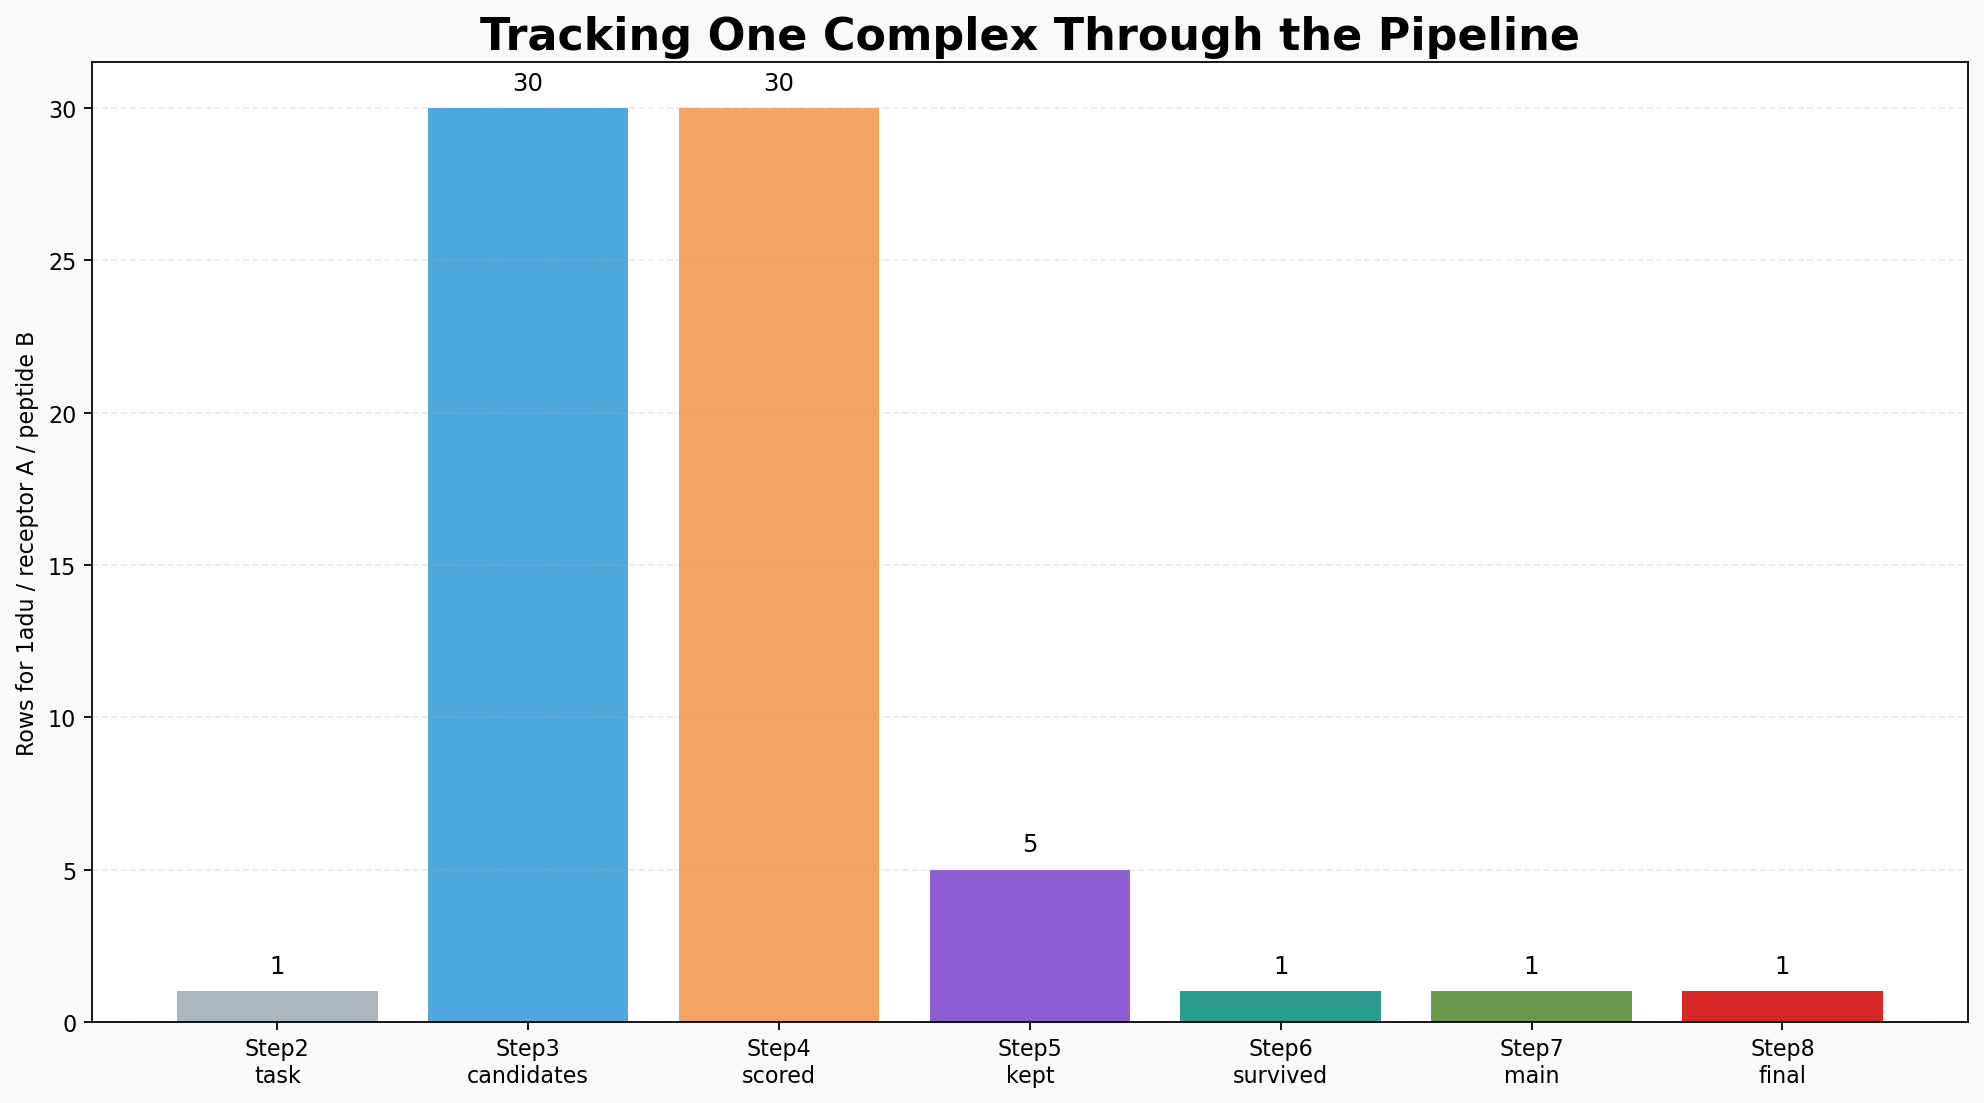 Tracking One Complex Through the Pipeline
Rows for 1adu / receptor A / peptide B
30
25
20
15
10
5
0
1
30
30
5
1
1
1
Step2
task
Step3
candidates
Step4
scored
Step5
kept
Step6
survived
Step7
main
Step8
final